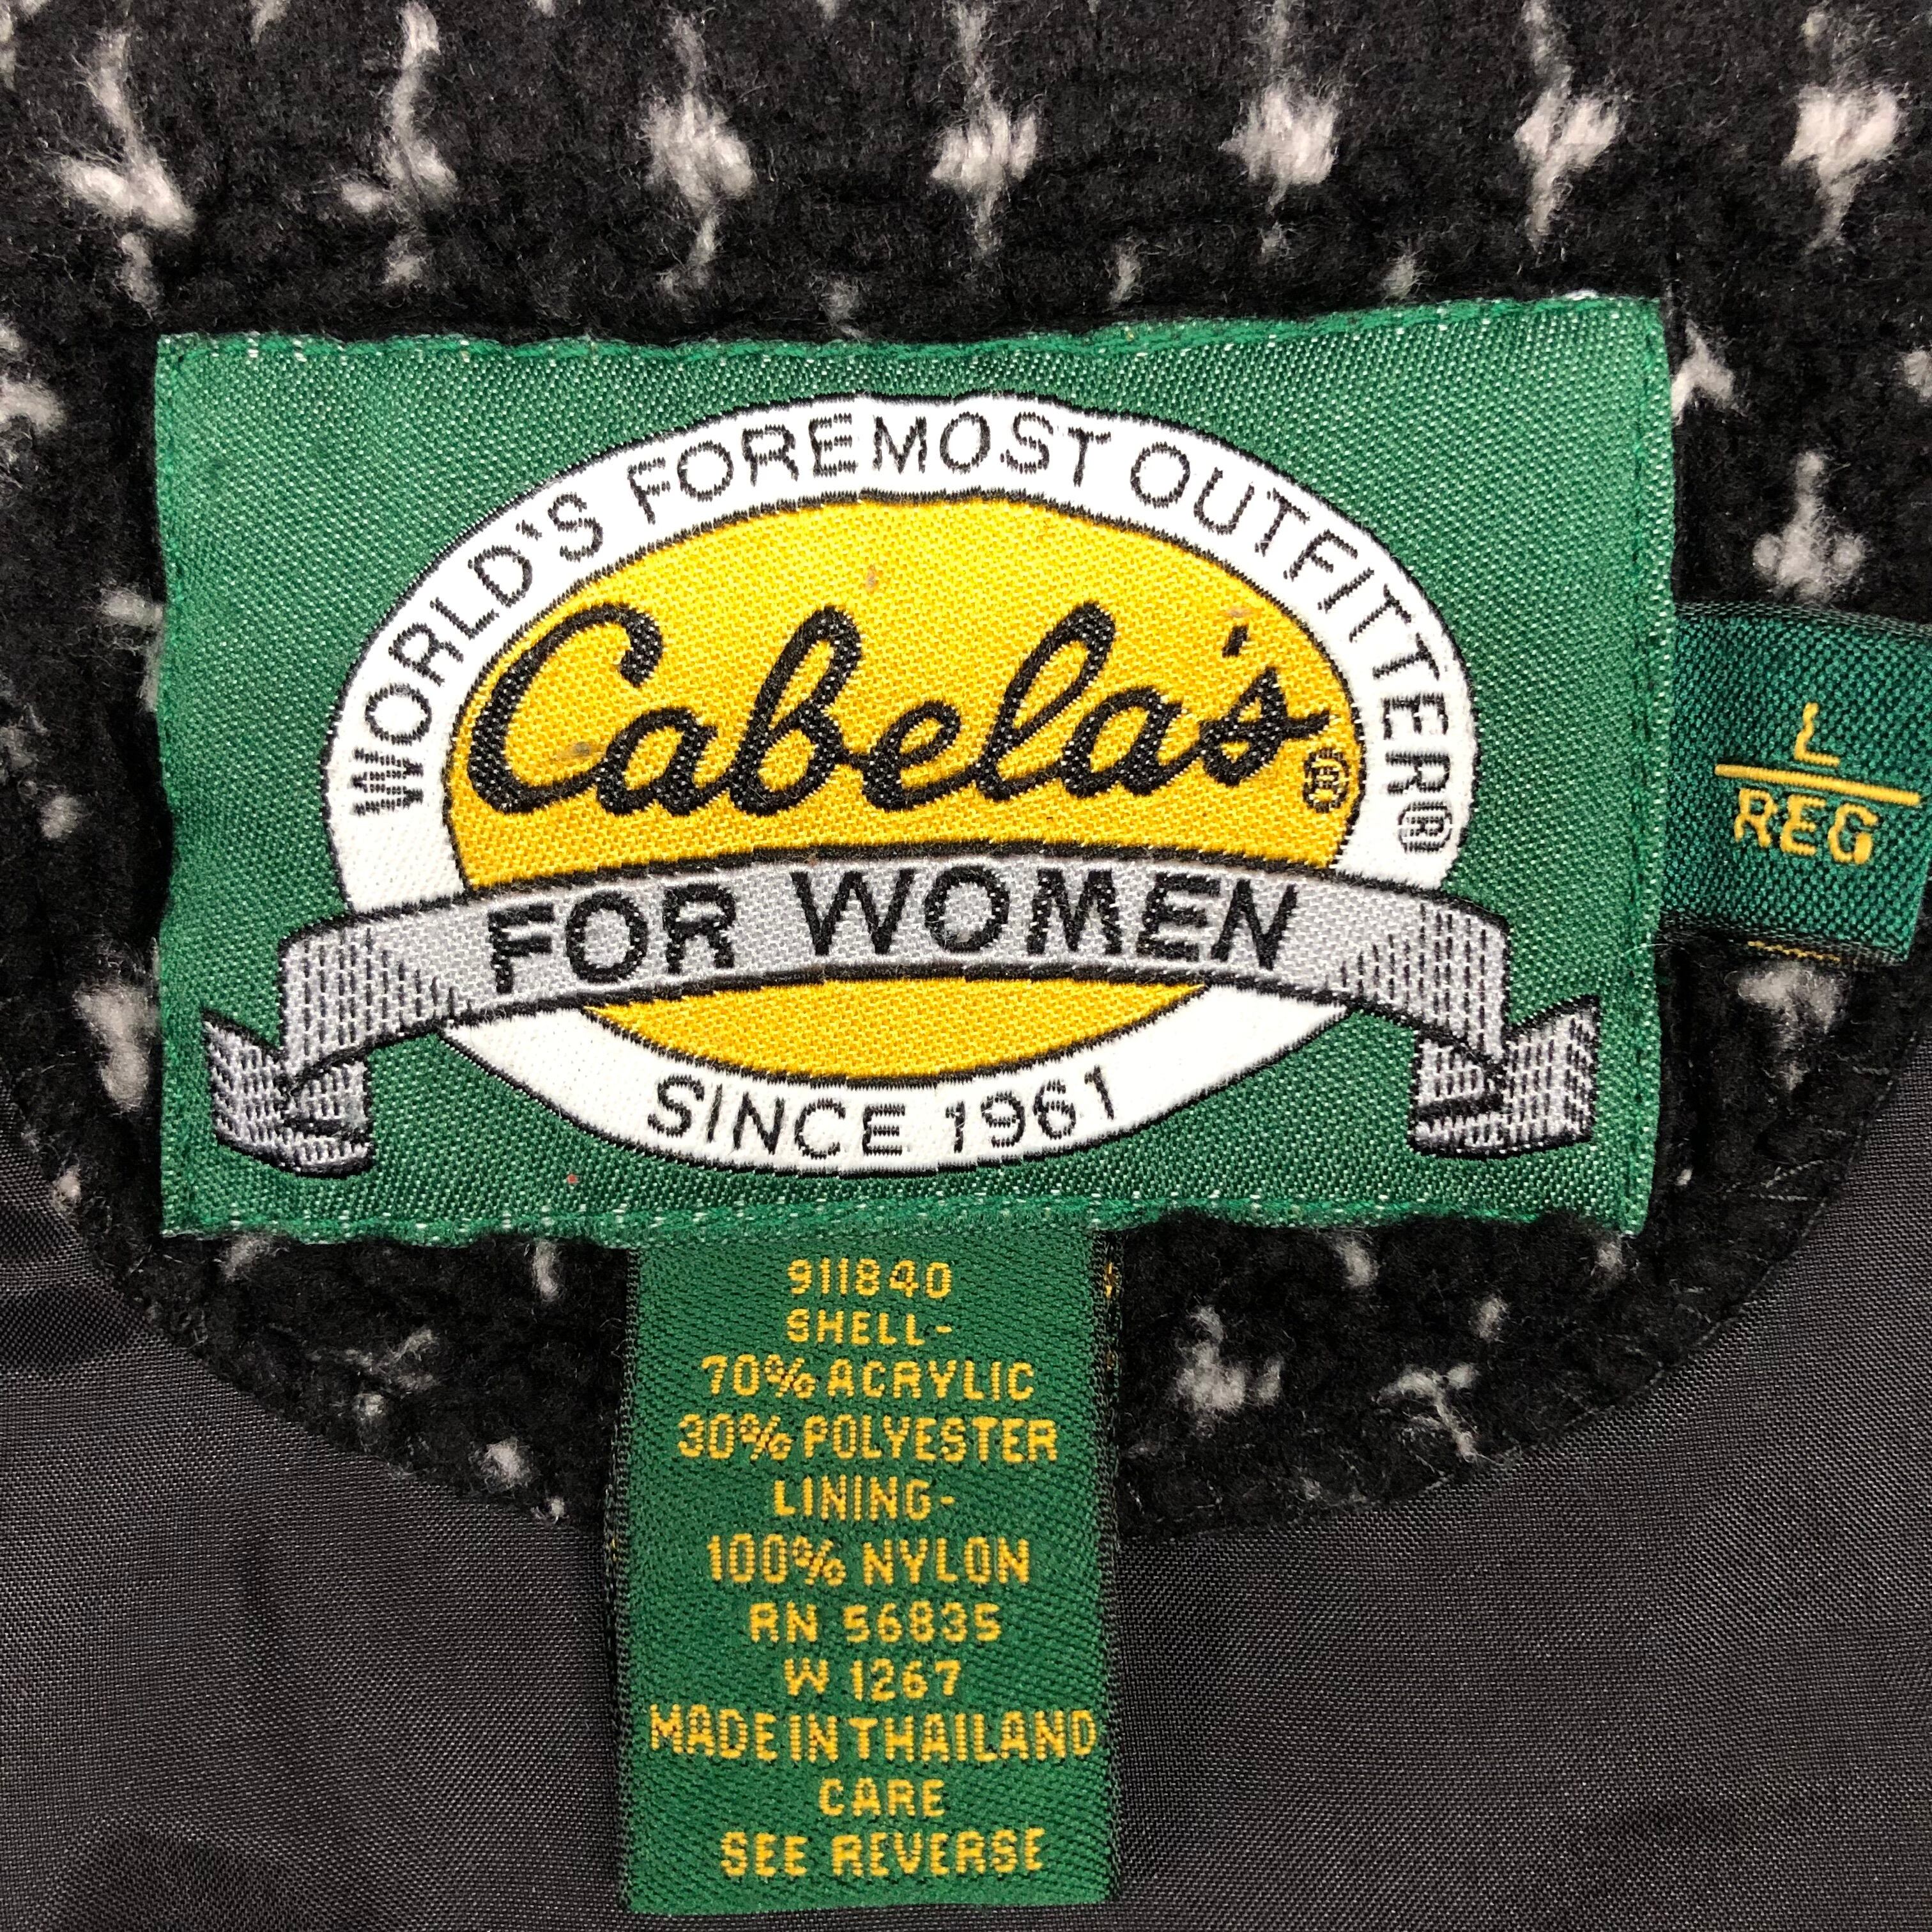 WORLD'S FOREMOST OUTFITTER®
Cabela's®
FOR WOMEN
SINCE 1961
L
REG
911840
SHELL-
70% ACRYLIC
30% POLYESTER
LINING-
100% NYLON
RN 56835
W 1267
MADE IN THAILAND
CARE
SEE REVERSE